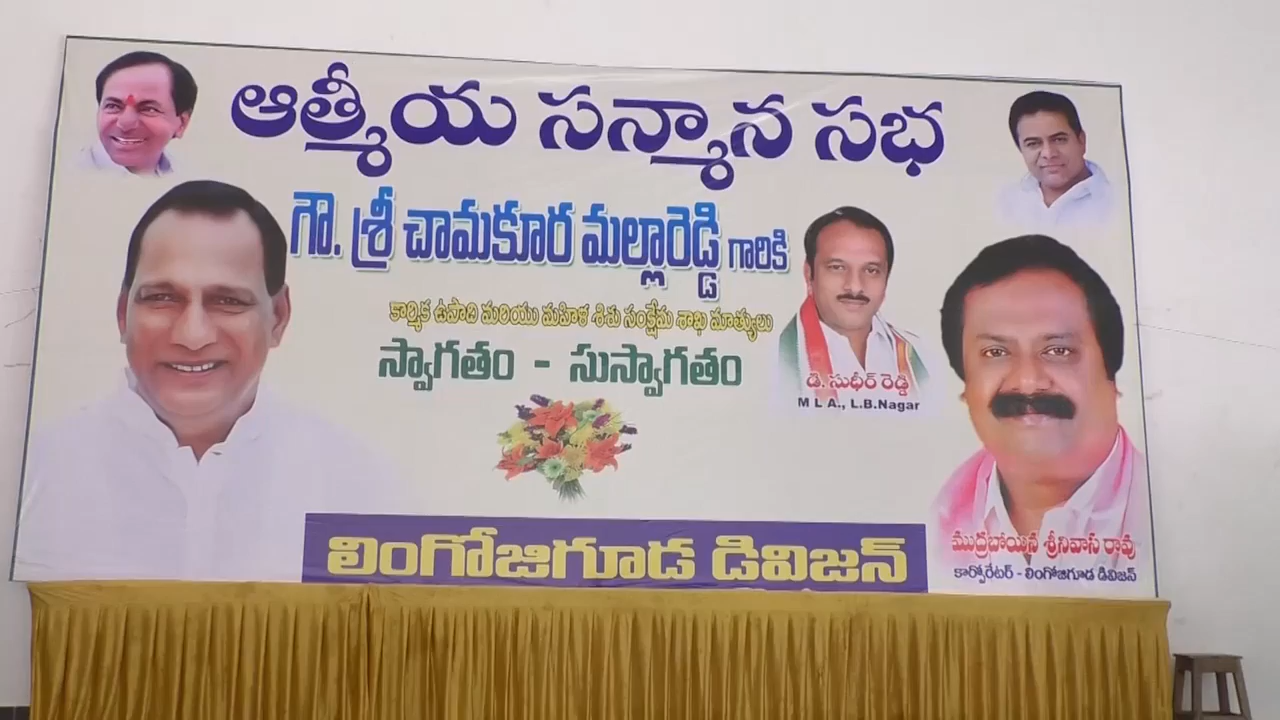 ఆత్మీయ సన్మాన సభ
గౌ. శ్రీ చామకూర మల్లారెడ్డి గారికి
కార్మిక ఉపాది మరియు మహిళ శిశు సంక్షేమ శాఖ మాత్యులు
స్వాగతం - సుస్వాగతం
డి. సుధీర్ రెడ్డి
M L A., L.B.Nagar
లింగోజిగూడ డివిజన్
ముద్రబోయిన శ్రీనివాస రావు
కార్పోరేటర్ - లింగోజిగూడ డివిజన్